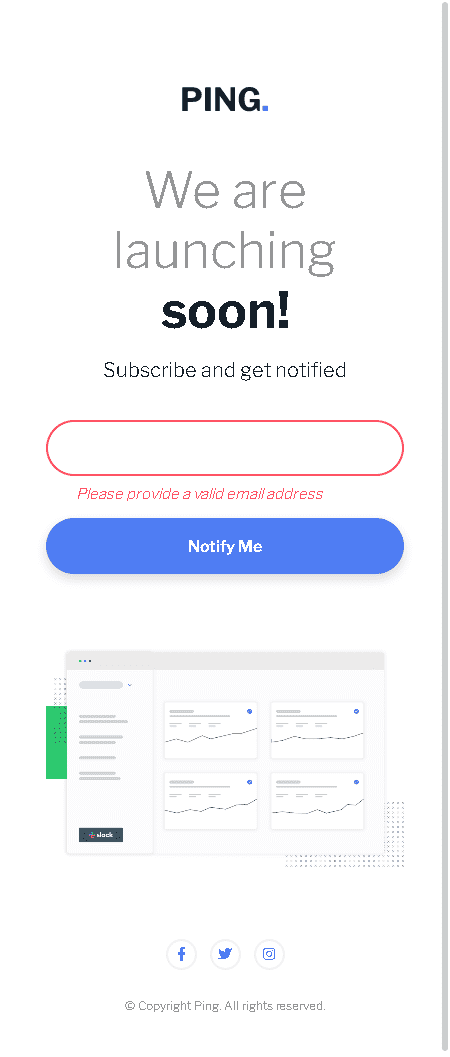 PING.
We are
launching
soon!
Subscribe and get notified
Please provide a valid email address
Notify Me
slack
© Copyright Ping. All rights reserved.